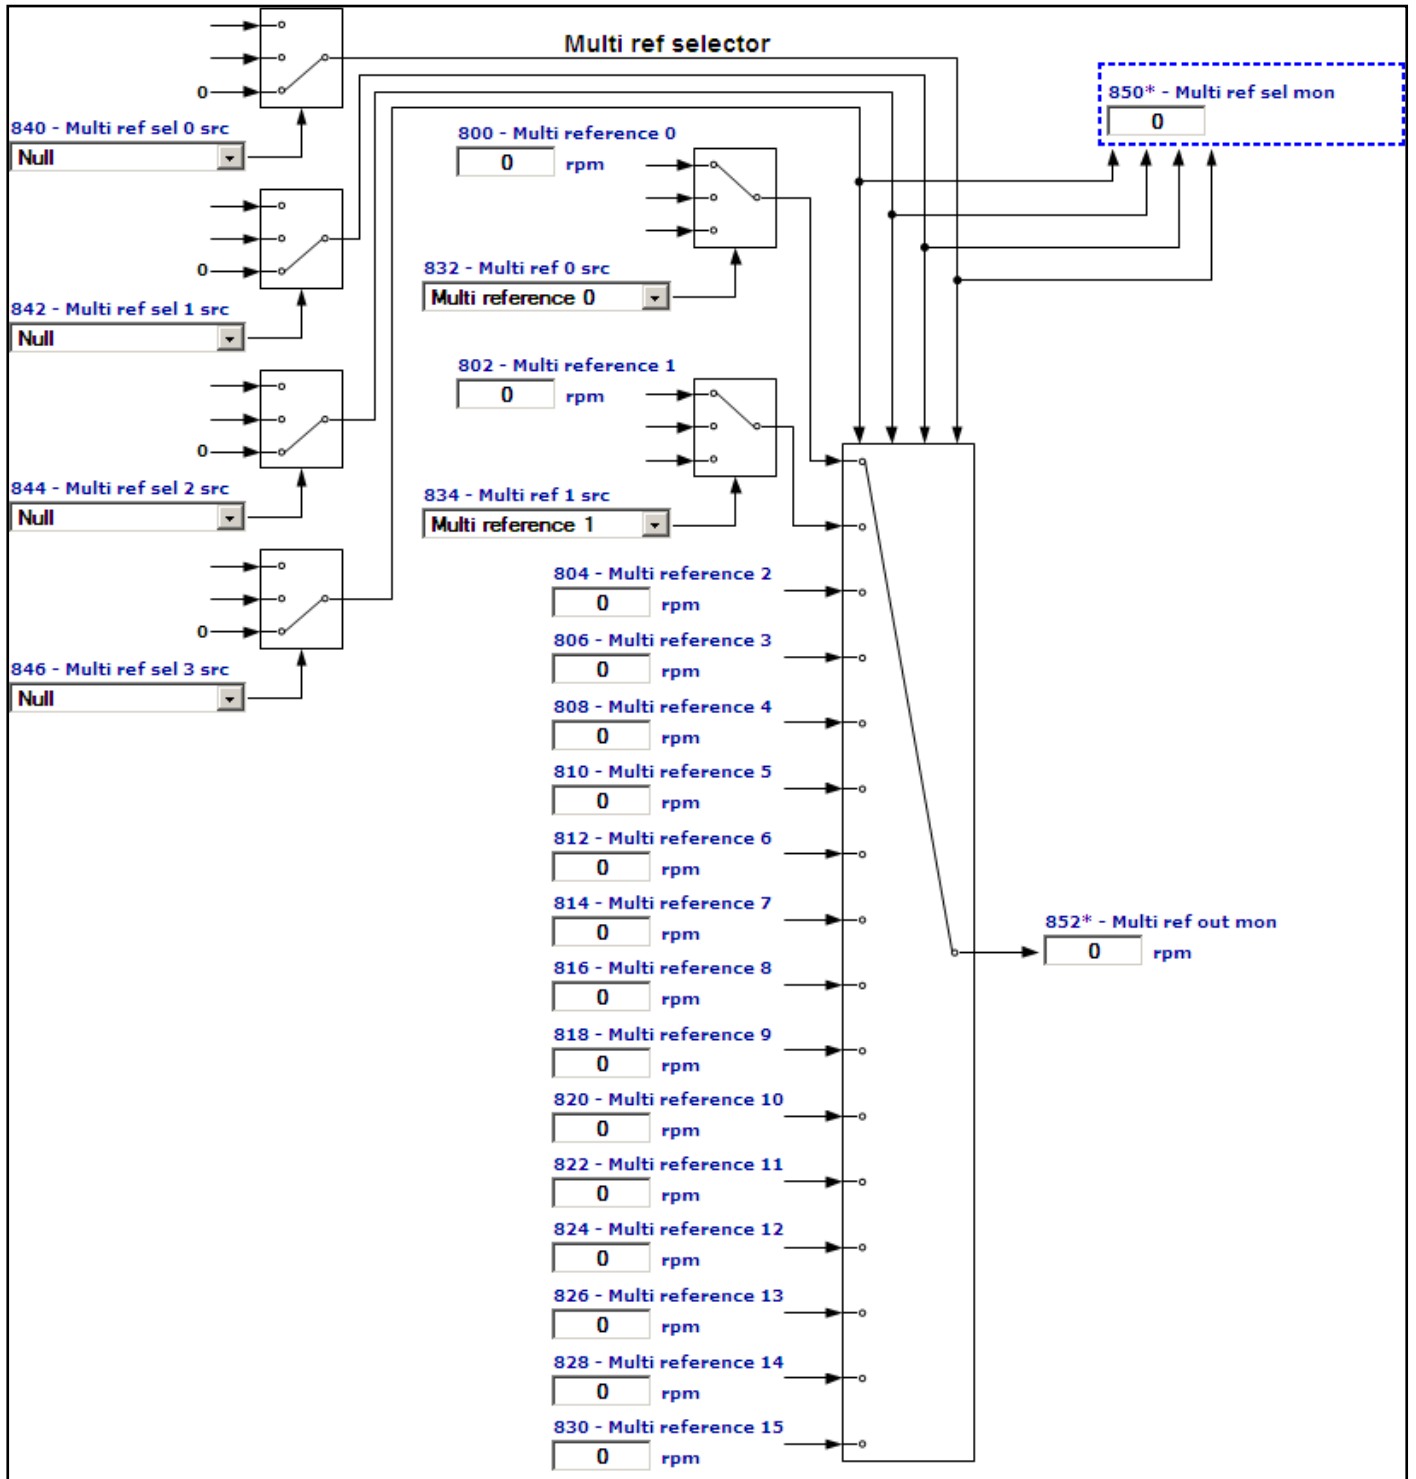 Multi ref selector
0
840 - Multi ref sel 0 src
Null
0
842 - Multi ref sel 1 src
Null
0
844 - Multi ref sel 2 src
Null
0
846 - Multi ref sel 3 src
Null
800 - Multi reference 0
0 rpm
832 - Multi ref 0 src
Multi reference 0
802 - Multi reference 1
0 rpm
834 - Multi ref 1 src
Multi reference 1
804 - Multi reference 2
0 rpm
806 - Multi reference 3
0 rpm
808 - Multi reference 4
0 rpm
810 - Multi reference 5
0 rpm
812 - Multi reference 6
0 rpm
814 - Multi reference 7
0 rpm
816 - Multi reference 8
0 rpm
818 - Multi reference 9
0 rpm
820 - Multi reference 10
0 rpm
822 - Multi reference 11
0 rpm
824 - Multi reference 12
0 rpm
826 - Multi reference 13
0 rpm
828 - Multi reference 14
0 rpm
830 - Multi reference 15
0 rpm
850* - Multi ref sel mon
0
852* - Multi ref out mon
0 rpm